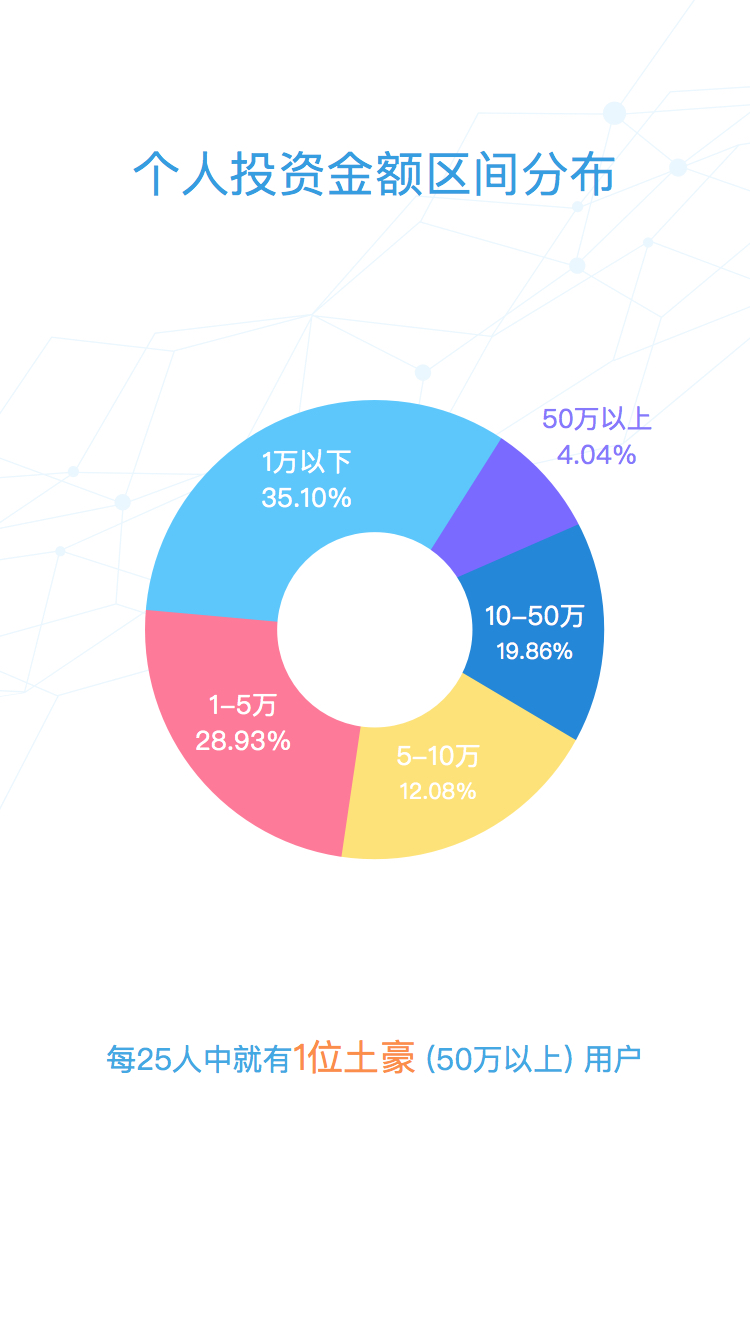 个人投资金额区间分布
50万以上
4.04%
1万以下
35.10%
10-50万
19.86%
1-5万
28.93%
5-10万
12.08%
每25人中就有1位土豪 (50万以上) 用户